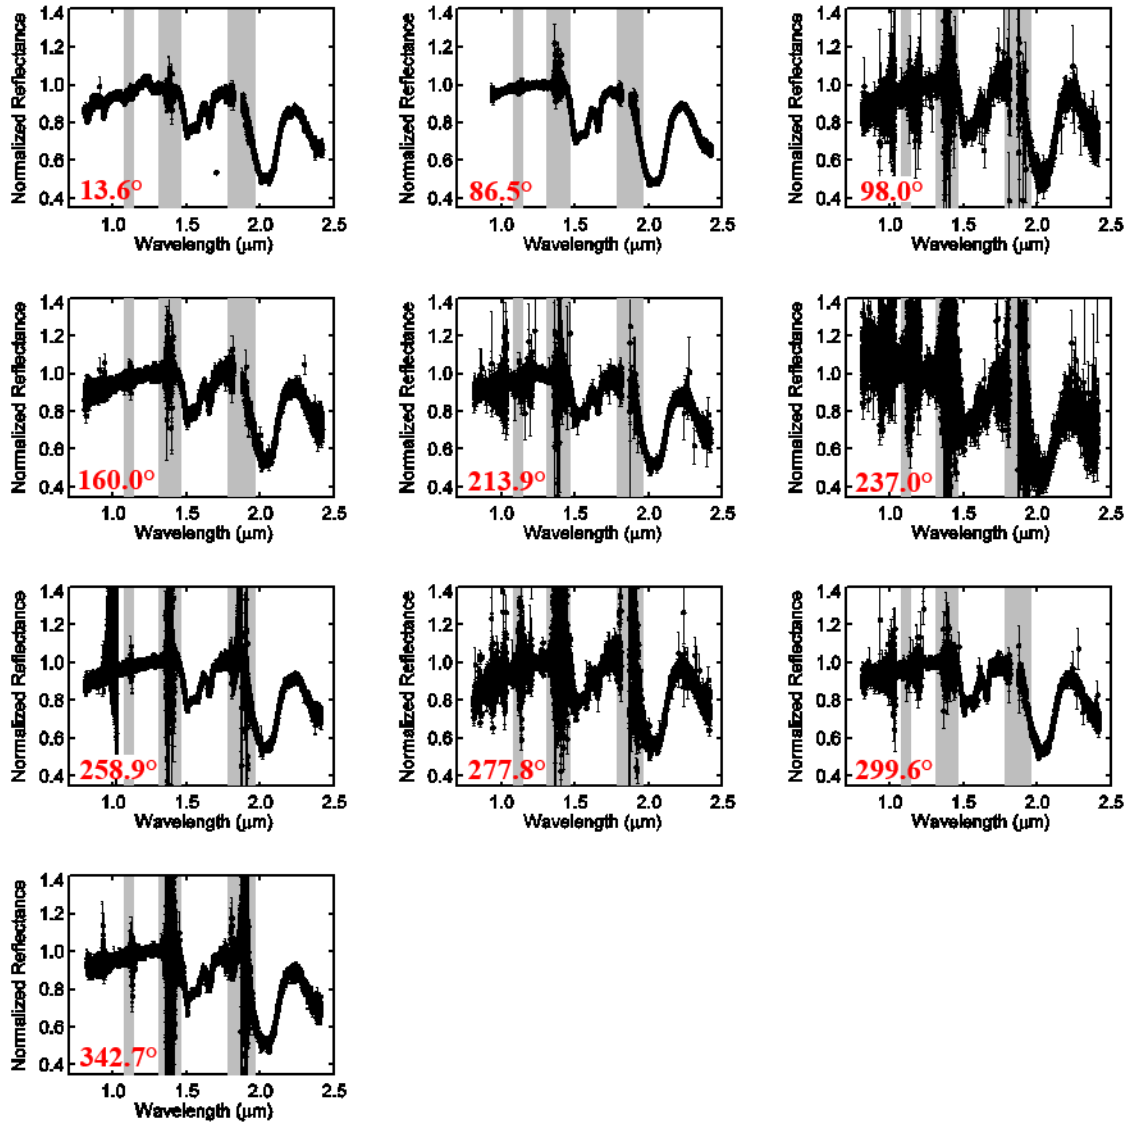 1.4 1.2 1.0 0.8 0.6 0.4
Normalized Reflectance
13.6°
1.0 1.5 2.0 2.5
Wavelength (μm)
1.4 1.2 1.0 0.8 0.6 0.4
Normalized Reflectance
86.5°
1.0 1.5 2.0 2.5
Wavelength (μm)
1.4 1.2 1.0 0.8 0.6 0.4
Normalized Reflectance
98.0°
1.0 1.5 2.0 2.5
Wavelength (μm)
1.4 1.2 1.0 0.8 0.6 0.4
Normalized Reflectance
160.0°
1.0 1.5 2.0 2.5
Wavelength (μm)
1.4 1.2 1.0 0.8 0.6 0.4
Normalized Reflectance
213.9°
1.0 1.5 2.0 2.5
Wavelength (μm)
1.4 1.2 1.0 0.8 0.6 0.4
Normalized Reflectance
237.0°
1.0 1.5 2.0 2.5
Wavelength (μm)
1.4 1.2 1.0 0.8 0.6 0.4
Normalized Reflectance
258.9°
1.0 1.5 2.0 2.5
Wavelength (μm)
1.4 1.2 1.0 0.8 0.6 0.4
Normalized Reflectance
277.8°
1.0 1.5 2.0 2.5
Wavelength (μm)
1.4 1.2 1.0 0.8 0.6 0.4
Normalized Reflectance
299.6°
1.0 1.5 2.0 2.5
Wavelength (μm)
1.4 1.2 1.0 0.8 0.6 0.4
Normalized Reflectance
342.7°
1.0 1.5 2.0 2.5
Wavelength (μm)